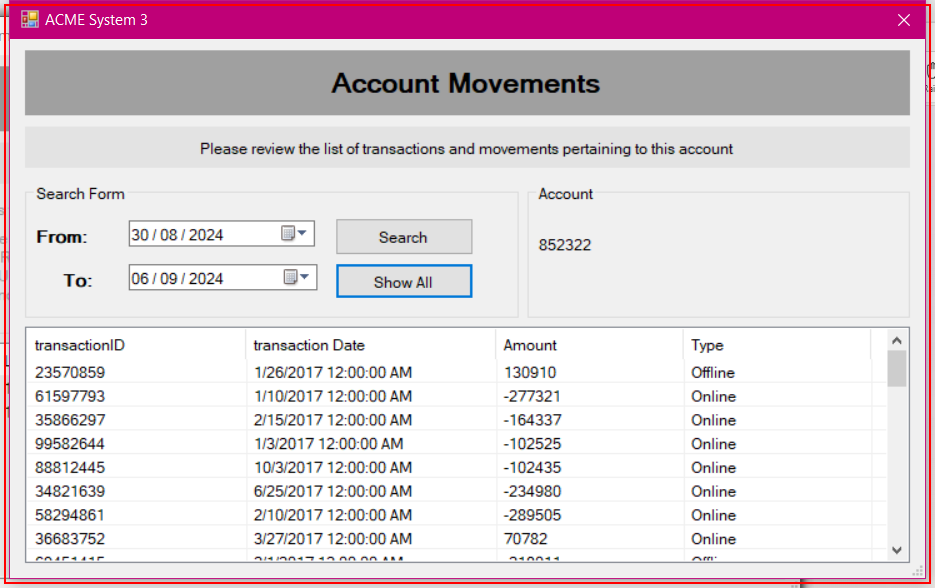 ACME System 3
Account Movements
Please review the list of transactions and movements pertaining to this account
Search Form
From: 30 / 08 / 2024 Search
To: 06 / 09 / 2024 Show All
Account
852322
transactionID transaction Date Amount Type
23570859 1/26/2017 12:00:00 AM 130910 Offline
61597793 1/10/2017 12:00:00 AM -277321 Online
35866297 2/15/2017 12:00:00 AM -164337 Online
99582644 1/3/2017 12:00:00 AM -102525 Online
88812445 10/3/2017 12:00:00 AM -102435 Online
34821639 6/25/2017 12:00:00 AM -234980 Online
58294861 2/10/2017 12:00:00 AM -289505 Online
36683752 3/27/2017 12:00:00 AM 70782 Online